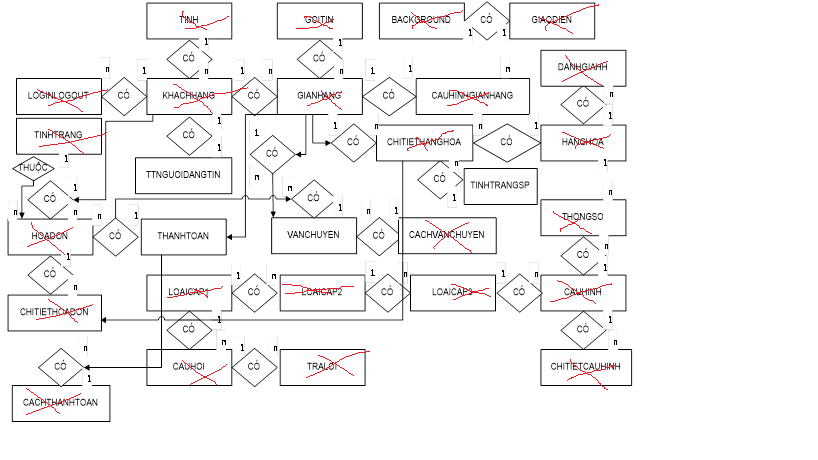 TINH
GOITIN
BACKGROUND
CÓ
GIAODIEN
1
1
1
1
CÓ
CÓ
DANHGIAHH
n
1
n
1
n
n
1
1
m
n
LOGINLOGOUT
CÓ
KHACHHANG
CÓ
GIANHANG
CÓ
CAUHINHGIANHANG
CÓ
n
1
1
n
1
TINHTRANG
CÓ
CÓ
CHITIETHANGHOA
CÓ
HANGHOA
CÓ
1
1
n
1
THUỘC
TTNGUOIDANGTIN
CÓ
TINHTRANGSP
m
m
1
CÓ
CÓ
n
n
n
n
1
1
THONGSO
HOADON
CÓ
THANHTOAN
VANCHUYEN
CÓ
CACHVANCHUYEN
1
n
CÓ
1
CÓ
n
1
m
1
n
1
n
n
LOAICAP1
CÓ
LOAICAP2
CÓ
LOAICAP3
CÓ
CAUHINH
CHITIETHOADON
1
1
CÓ
CÓ
n
m
1
n
n
CÓ
CAUHOI
CÓ
TRALOI
CHITIETCAUHINH
1
CACHTHANHTOAN